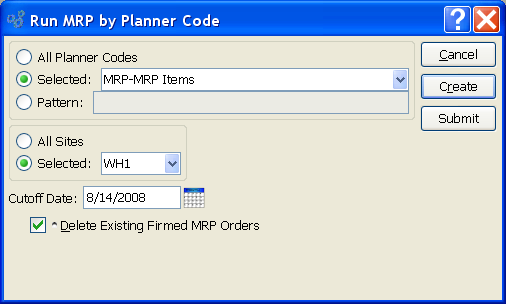 Run MRP by Planner Code
All Planner Codes
Selected: MRP-MRP Items
Pattern:
Cancel
Create
Submit
All Sites
Selected: WH1
Cutoff Date: 8/14/2008
^ Delete Existing Firmed MRP Orders